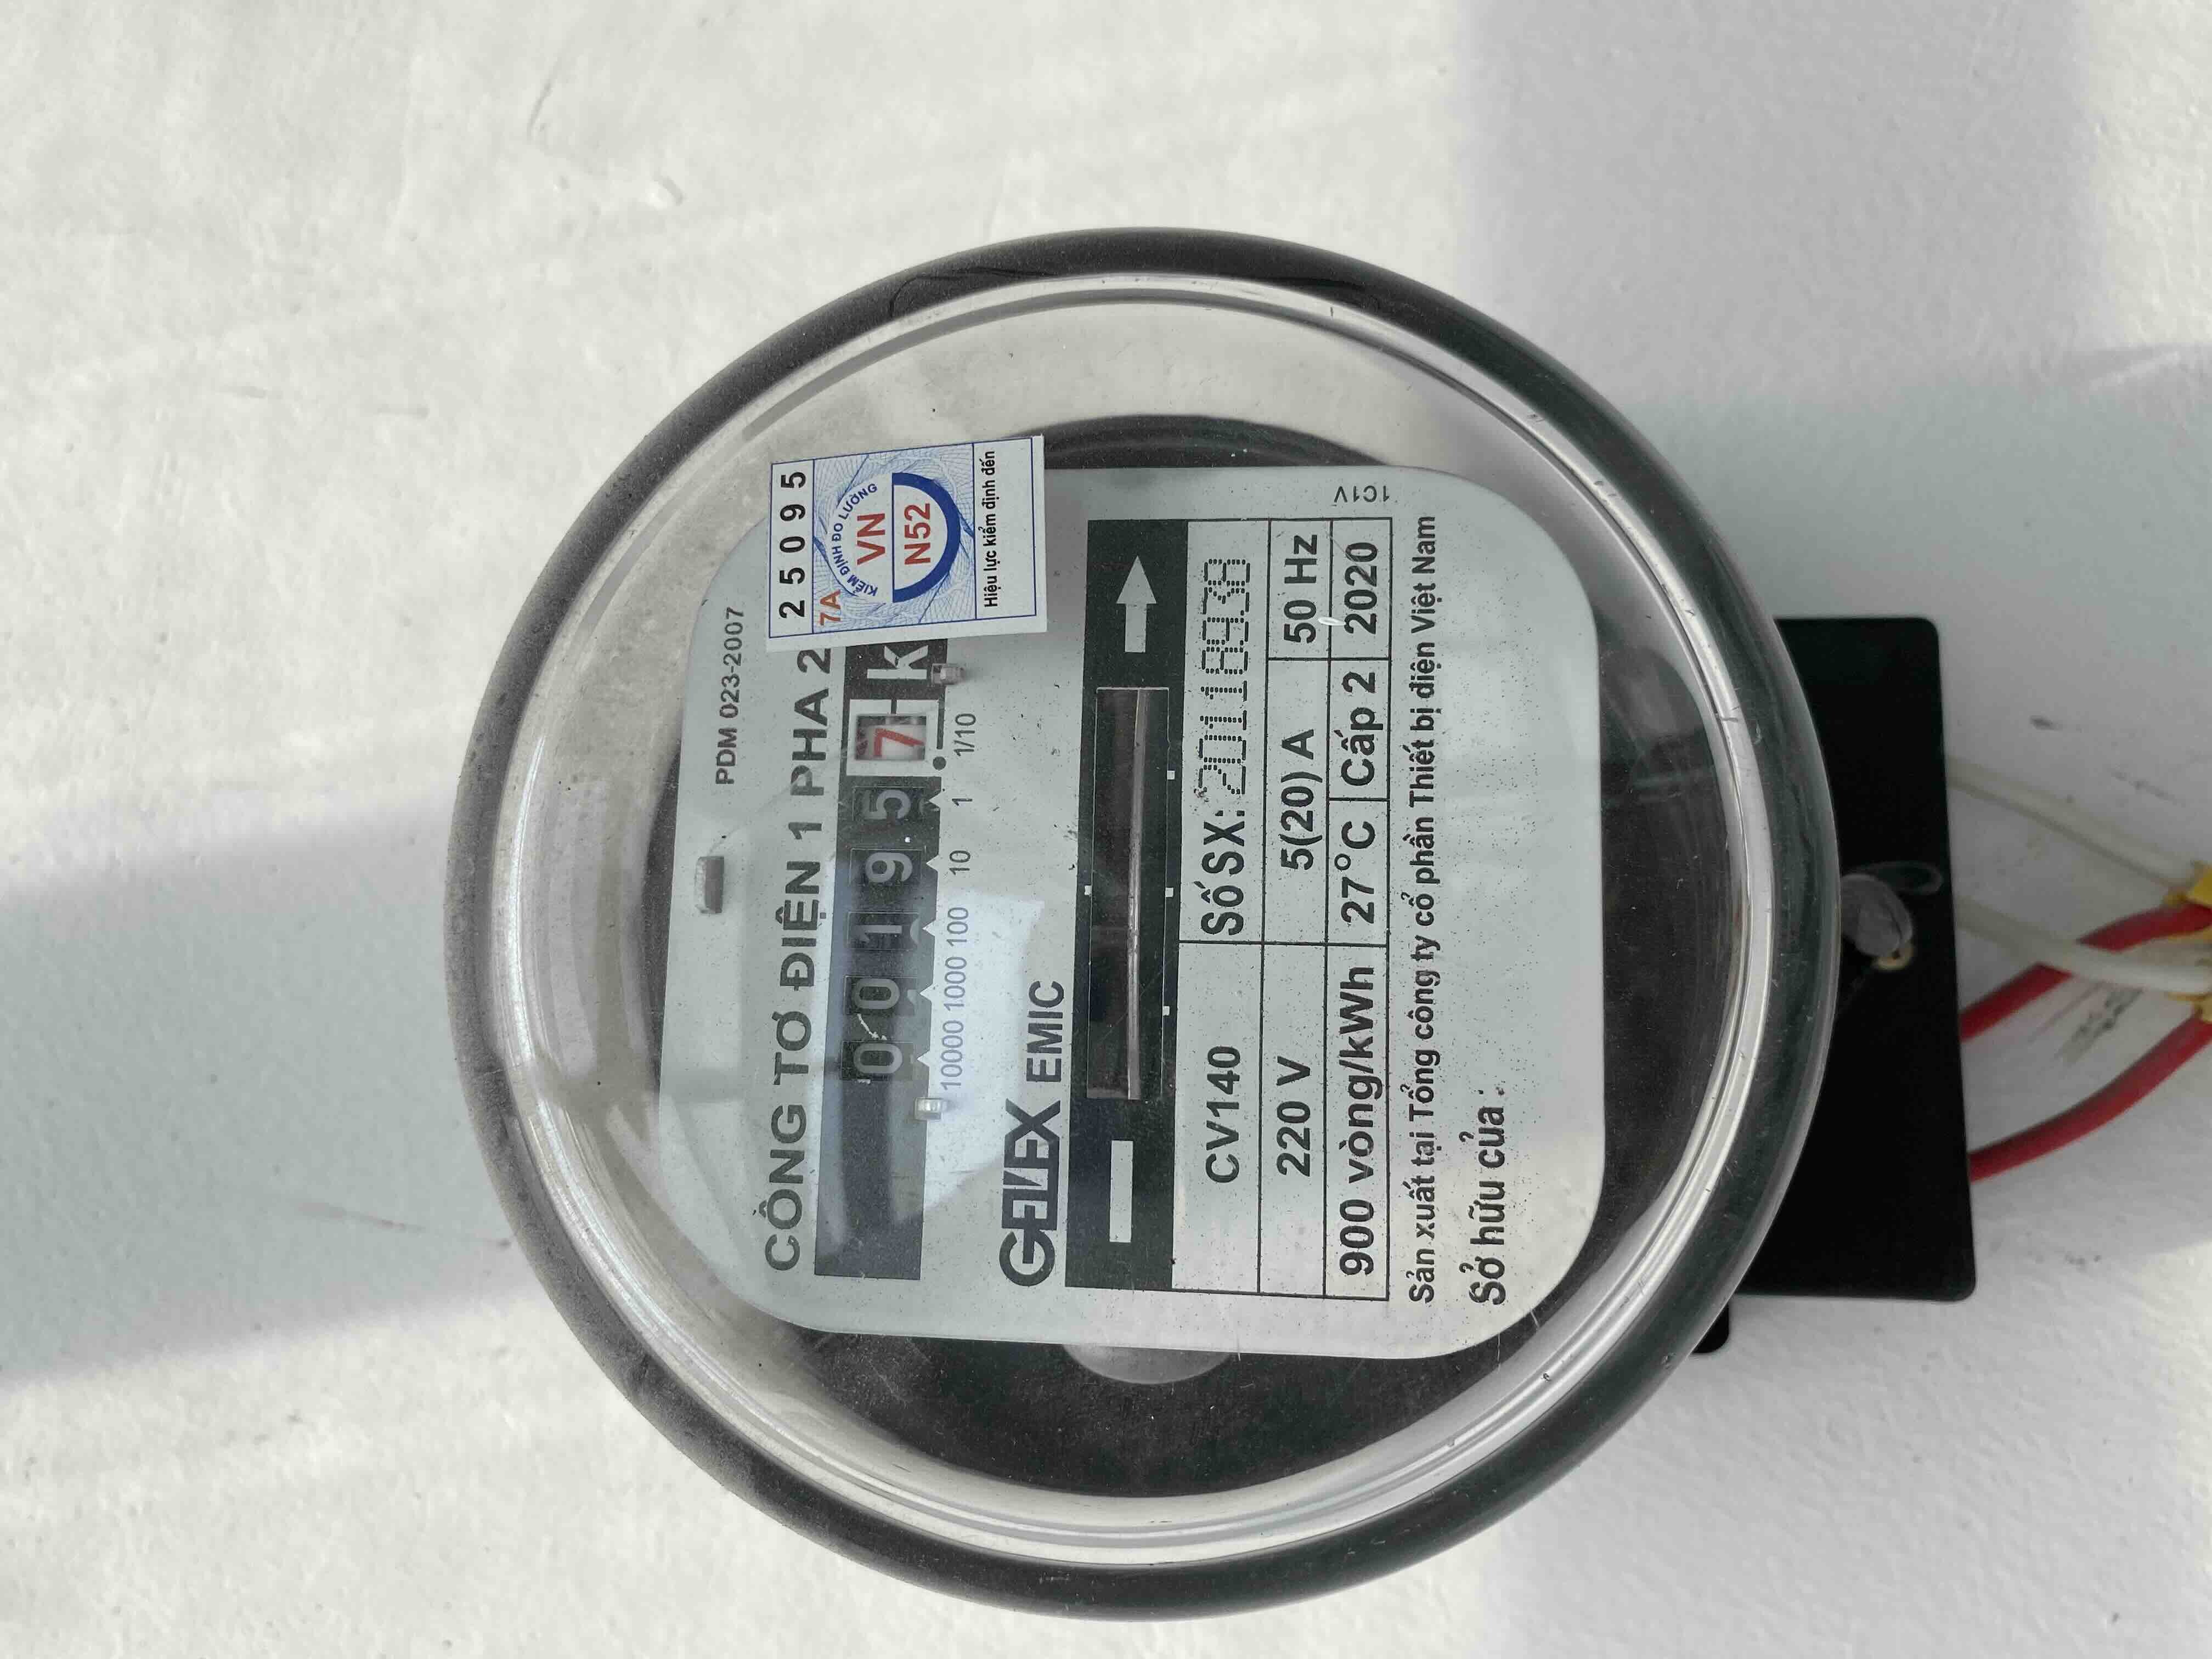 PDM 023-2007
CÔNG TƠ ĐIỆN 1 PHA 2
25095
7A
KIỂM ĐỊNH ĐO LƯỜNG
VN
N52
Hiệu lực kiểm định đến
0 0 1 9 5 7 k
10000 1000 100 10 1 1/10
GELEX EMIC
CV140 SốSX: 20118838
220 V 5(20) A 50 Hz
900 vòng/kWh 27°C Cấp 2 2020
1C1V
Sản xuất tại Tổng công ty cổ phần Thiết bị điện Việt Nam
Sở hữu của :